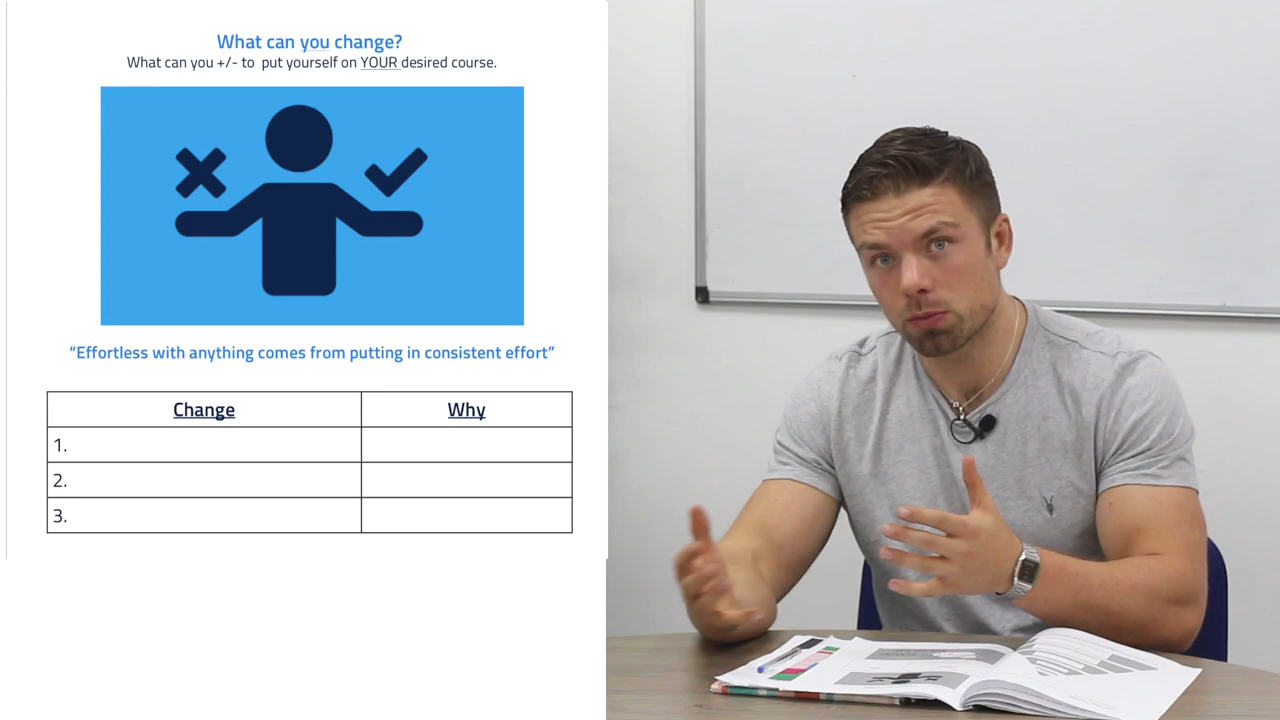 What can you change?
What can you +/- to put yourself on YOUR desired course.
“Effortless with anything comes from putting in consistent effort”
Change Why
1.
2.
3.